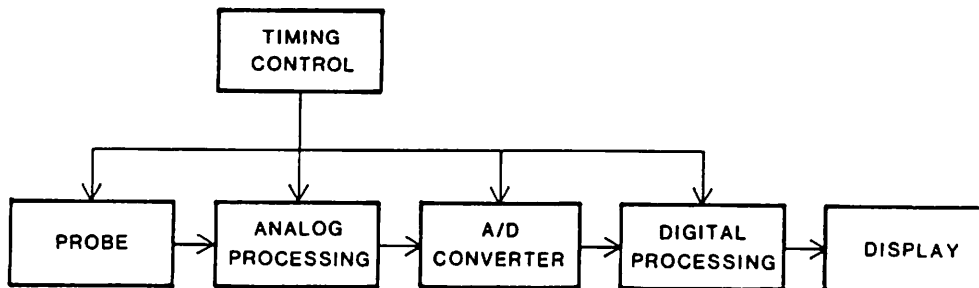 TIMING
CONTROL
PROBE
ANALOG
PROCESSING
A/D
CONVERTER
DIGITAL
PROCESSING
DISPLAY